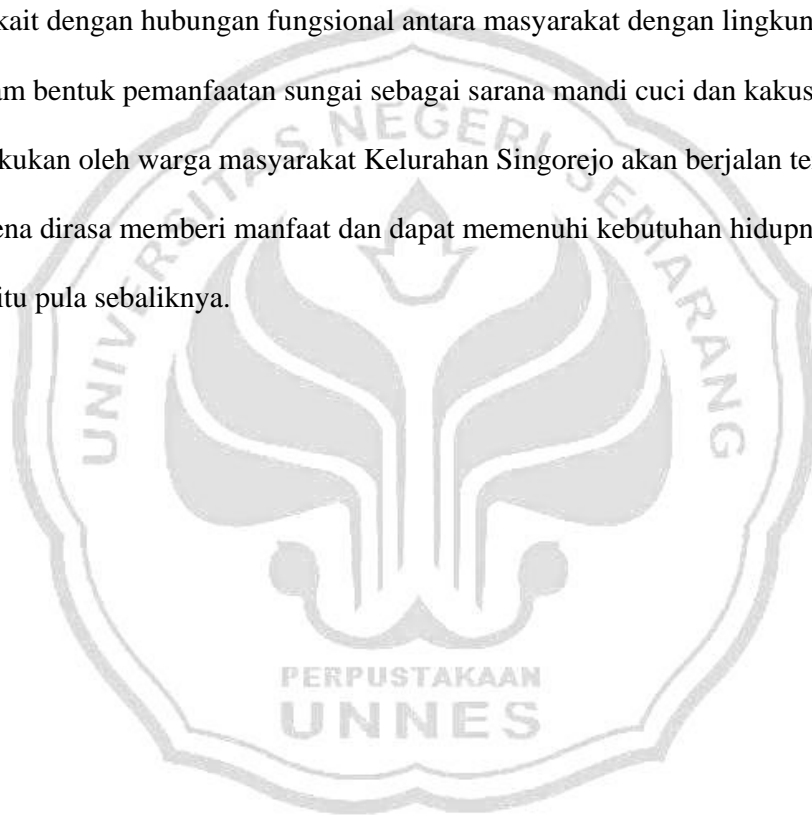 kait dengan hubungan fungsional antara masyarakat dengan lingkun
am bentuk pemanfaatan sungai sebagai sarana mandi cuci dan kakus
kukan oleh warga masyarakat Kelurahan Singorejo akan berjalan te
ena dirasa memberi manfaat dan dapat memenuhi kebutuhan hidupn
itu pula sebaliknya.
UNIVERSITAS NEGERI SEMARANG
PERPUSTAKAAN
UNNES